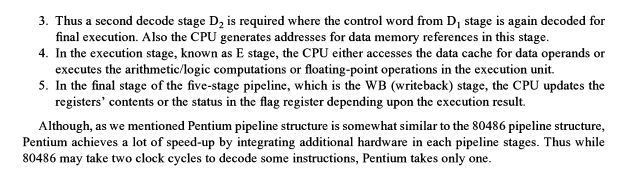 3. Thus a second decode stage D₂ is required where the control word from D₁ stage is again decoded for
final execution. Also the CPU generates addresses for data memory references in this stage.
4. In the execution stage, known as E stage, the CPU either accesses the data cache for data operands or
executes the arithmetic/logic computations or floating-point operations in the execution unit.
5. In the final stage of the five-stage pipeline, which is the WB (writeback) stage, the CPU updates the
registers' contents or the status in the flag register depending upon the execution result.
Although, as we mentioned Pentium pipeline structure is somewhat similar to the 80486 pipeline structure,
Pentium achieves a lot of speed-up by integrating additional hardware in each pipeline stages. Thus while
80486 may take two clock cycles to decode some instructions, Pentium takes only one.